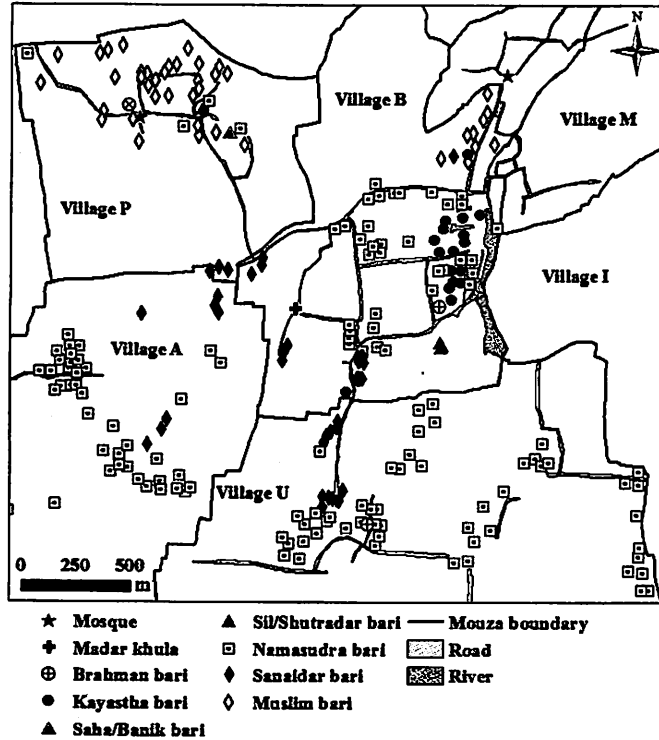 N
Village B
Village M
Village P
Village I
Village A
Village U
0 250 500
m
Mosque
Madar khula
Brahman bari
Kayastha bari
Saha/Banik bari
Sil/Shutradar bari
Namasudra bari
Sanaidar bari
Muslim bari
Mouza boundary
Road
River